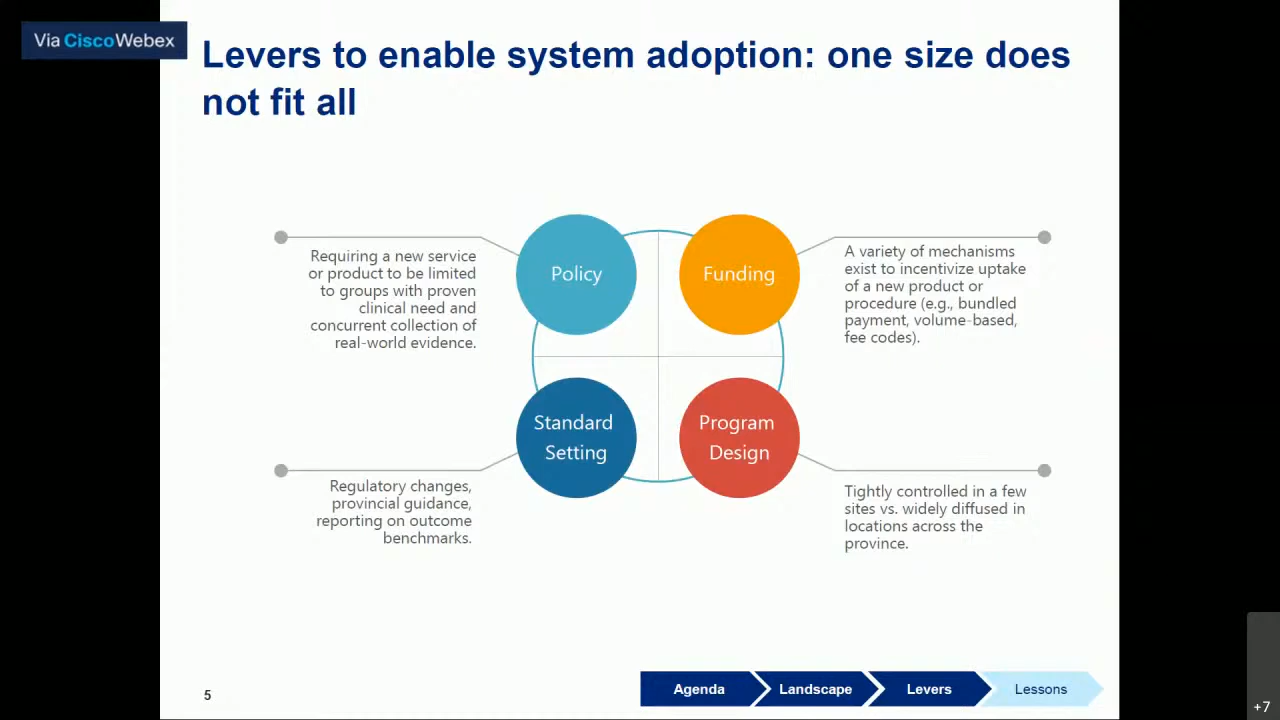 Via CiscoWebex
Levers to enable system adoption: one size does
not fit all
Policy
Requiring a new service
or product to be limited
to groups with proven
clinical need and
concurrent collection of
real-world evidence.
Funding
A variety of mechanisms
exist to incentivize uptake
of a new product or
procedure (e.g., bundled
payment, volume-based,
fee codes).
Standard
Setting
Regulatory changes,
provincial guidance,
reporting on outcome
benchmarks.
Program
Design
Tightly controlled in a few
sites vs. widely diffused in
locations across the
province.
5
Agenda
Landscape
Levers
Lessons
+7